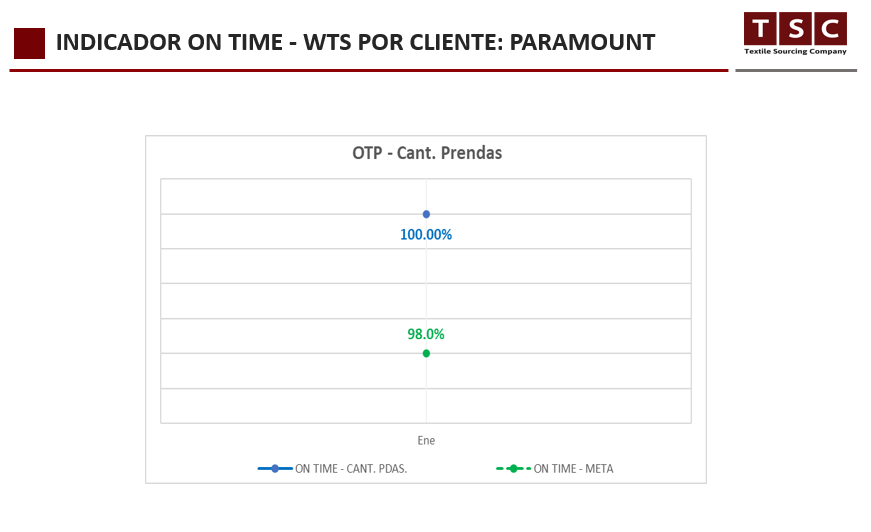 INDICADOR ON TIME - WTS POR CLIENTE: PARAMOUNT
T S C
Textile Sourcing Company
OTP - Cant. Prendas
100.00%
98.0%
Ene
ON TIME - CANT. PDAS.
ON TIME - META